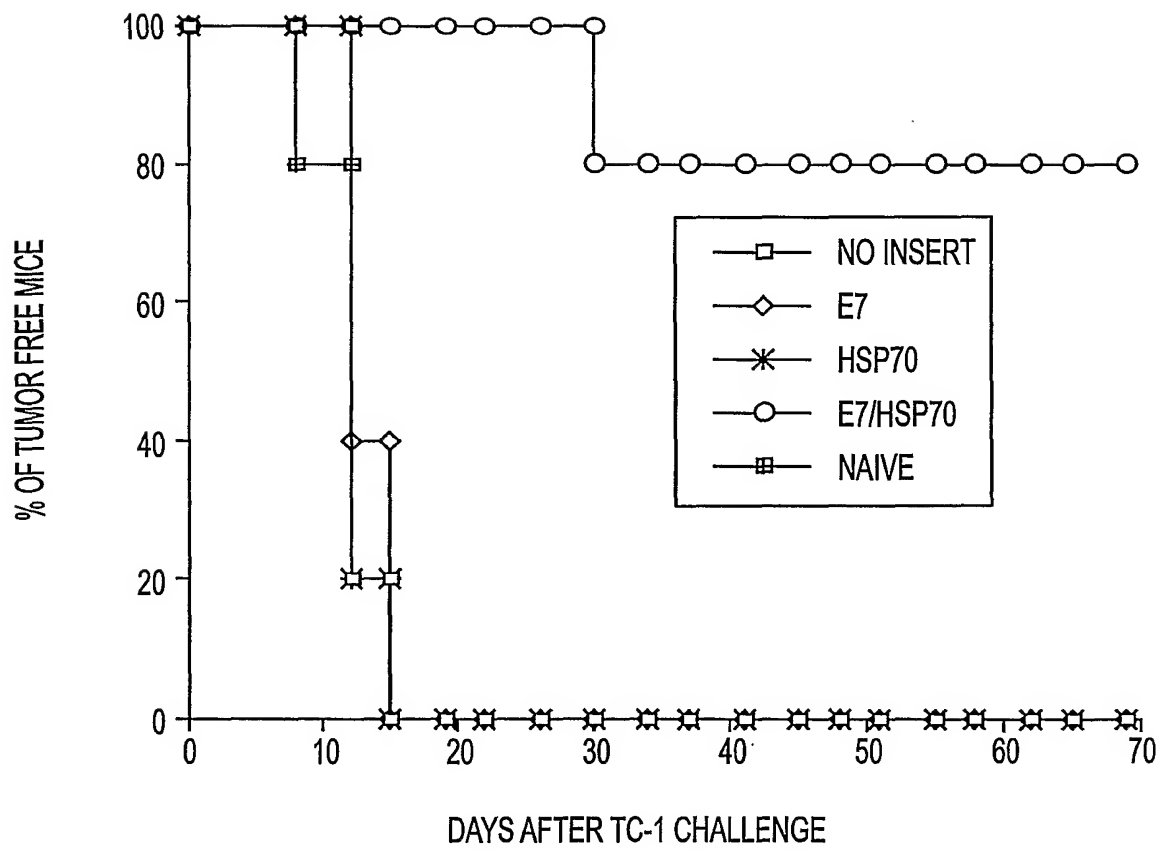 % OF TUMOR FREE MICE
100
80
60
40
20
0
NO INSERT
E7
HSP70
E7/HSP70
NAIVE
0 10 20 30 40 50 60 70
DAYS AFTER TC-1 CHALLENGE